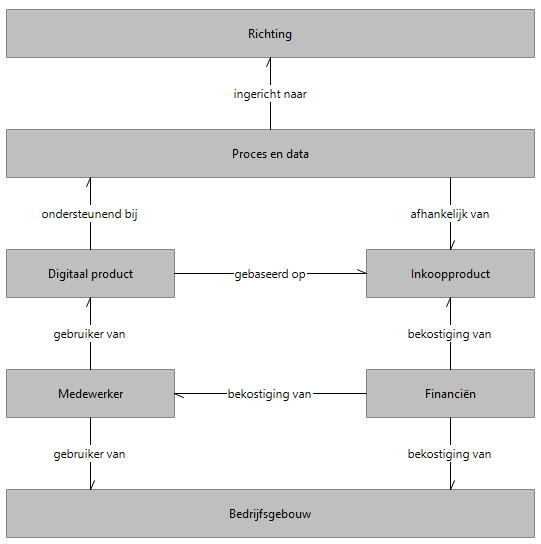 Richting
ingericht naar
Proces en data
ondersteunend bij
afhankelijk van
Digitaal product
gebaseerd op
Inkoopproduct
gebruiker van
bekostiging van
Medewerker
bekostiging van
Financiën
gebruiker van
bekostiging van
Bedrijfsgebouw